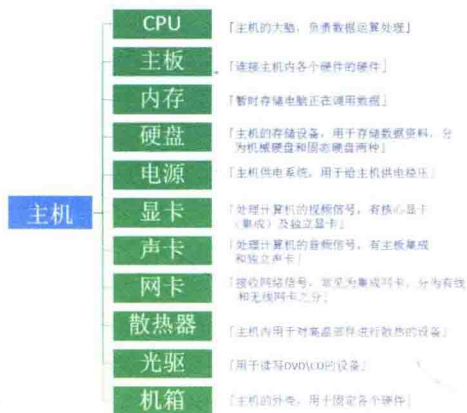 主机
CPU
「主机的大脑，负责数据运算处理」
主板
「连接主机内各个硬件的硬件」
内存
「暂时存储电脑正在调用数据」
硬盘
「主机的存储设备，用于存储数据资料，分
为机械硬盘和固态硬盘两种」
电源
「主机供电系统，用于给主机供电稳压」
显卡
「处理计算机的视频信号，有核心显卡
（集成）及独立显卡」
声卡
「处理计算机的音频信号，有主板集成
和独立声卡」
网卡
「接收网络信号，常见为集成网卡，分为有线
和无线网卡之分」
散热器
「主机内用于对高温部件进行散热的设备」
光驱
「用于读写DVD\CD的设备」
机箱
「主机的外壳，用于固定各个硬件」